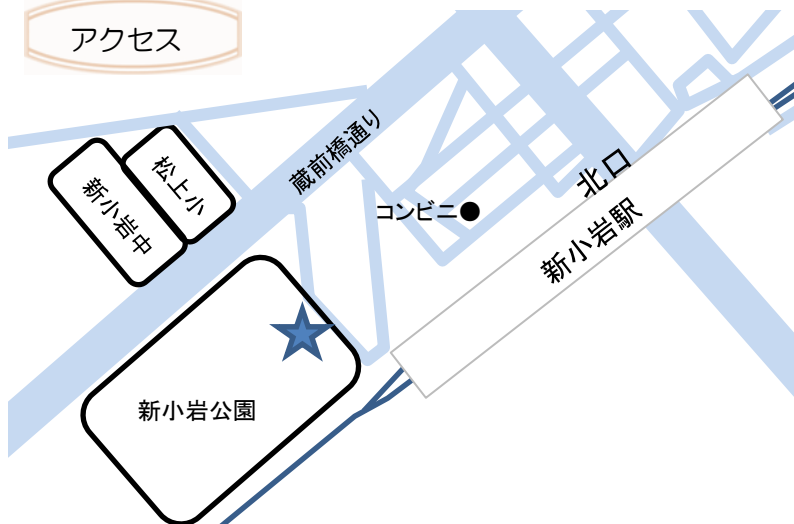 アクセス
蔵前橋通り
松上小
新小岩中
コンビニ
北口
新小岩駅
新小岩公園